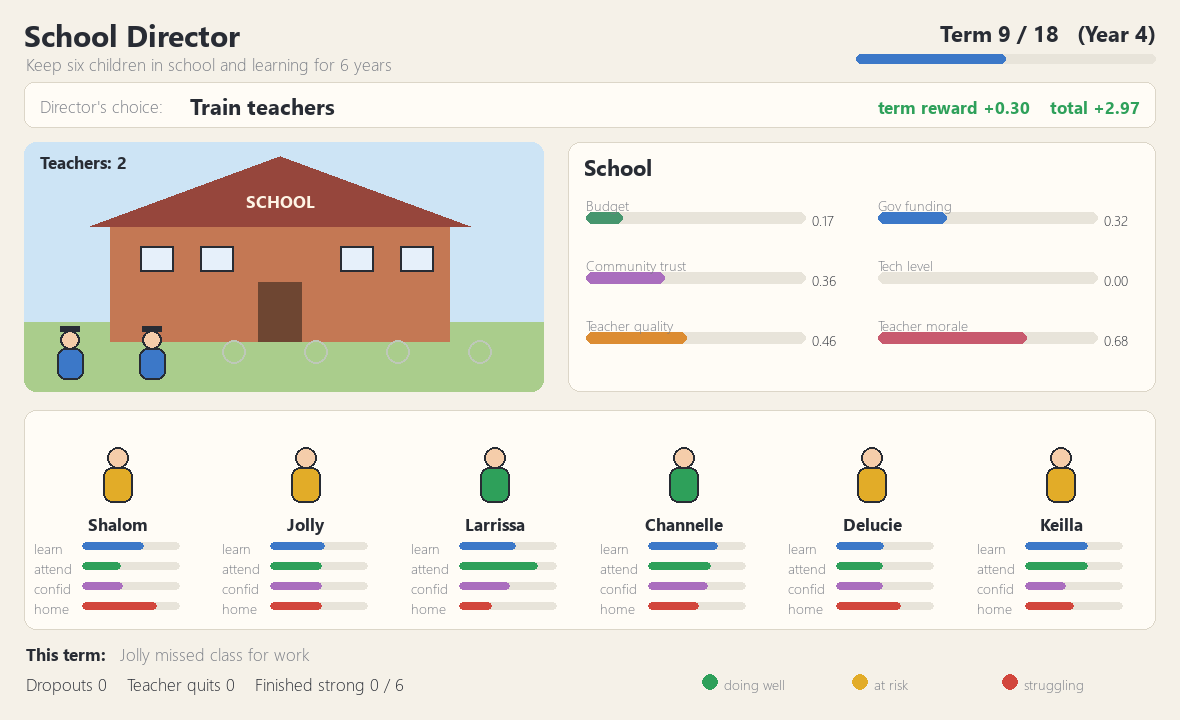 School Director
Term 9 / 18 (Year 4)
Keep six children in school and learning for 6 years
Director's choice: Train teachers term reward +0.30 total +2.97
Teachers: 2
SCHOOL
School
Budget 0.17 Gov funding 0.32
Community trust 0.36 Tech level 0.00
Teacher quality 0.46 Teacher morale 0.68
Shalom Jolly Larrissa Channelle Delucie Keilla
learn learn learn learn learn learn
attend attend attend attend attend attend
confid confid confid confid confid confid
home home home home home home
This term: Jolly missed class for work
Dropouts 0 Teacher quits 0 Finished strong 0 / 6 doing well at risk struggling